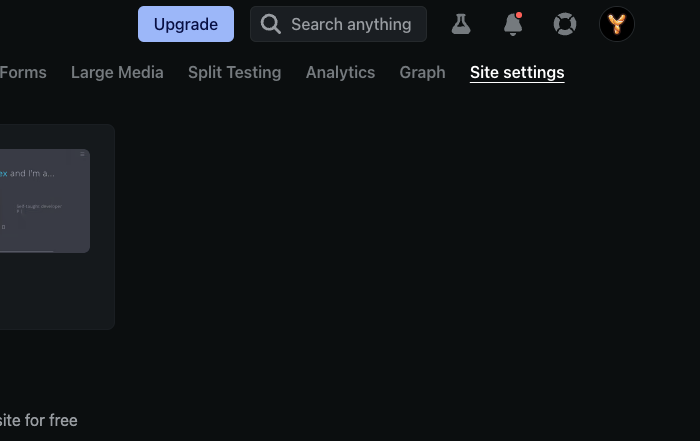 Upgrade
Search anything
Forms Large Media Split Testing Analytics Graph Site settings
ex and I'm a...
Self taught developer
site for free